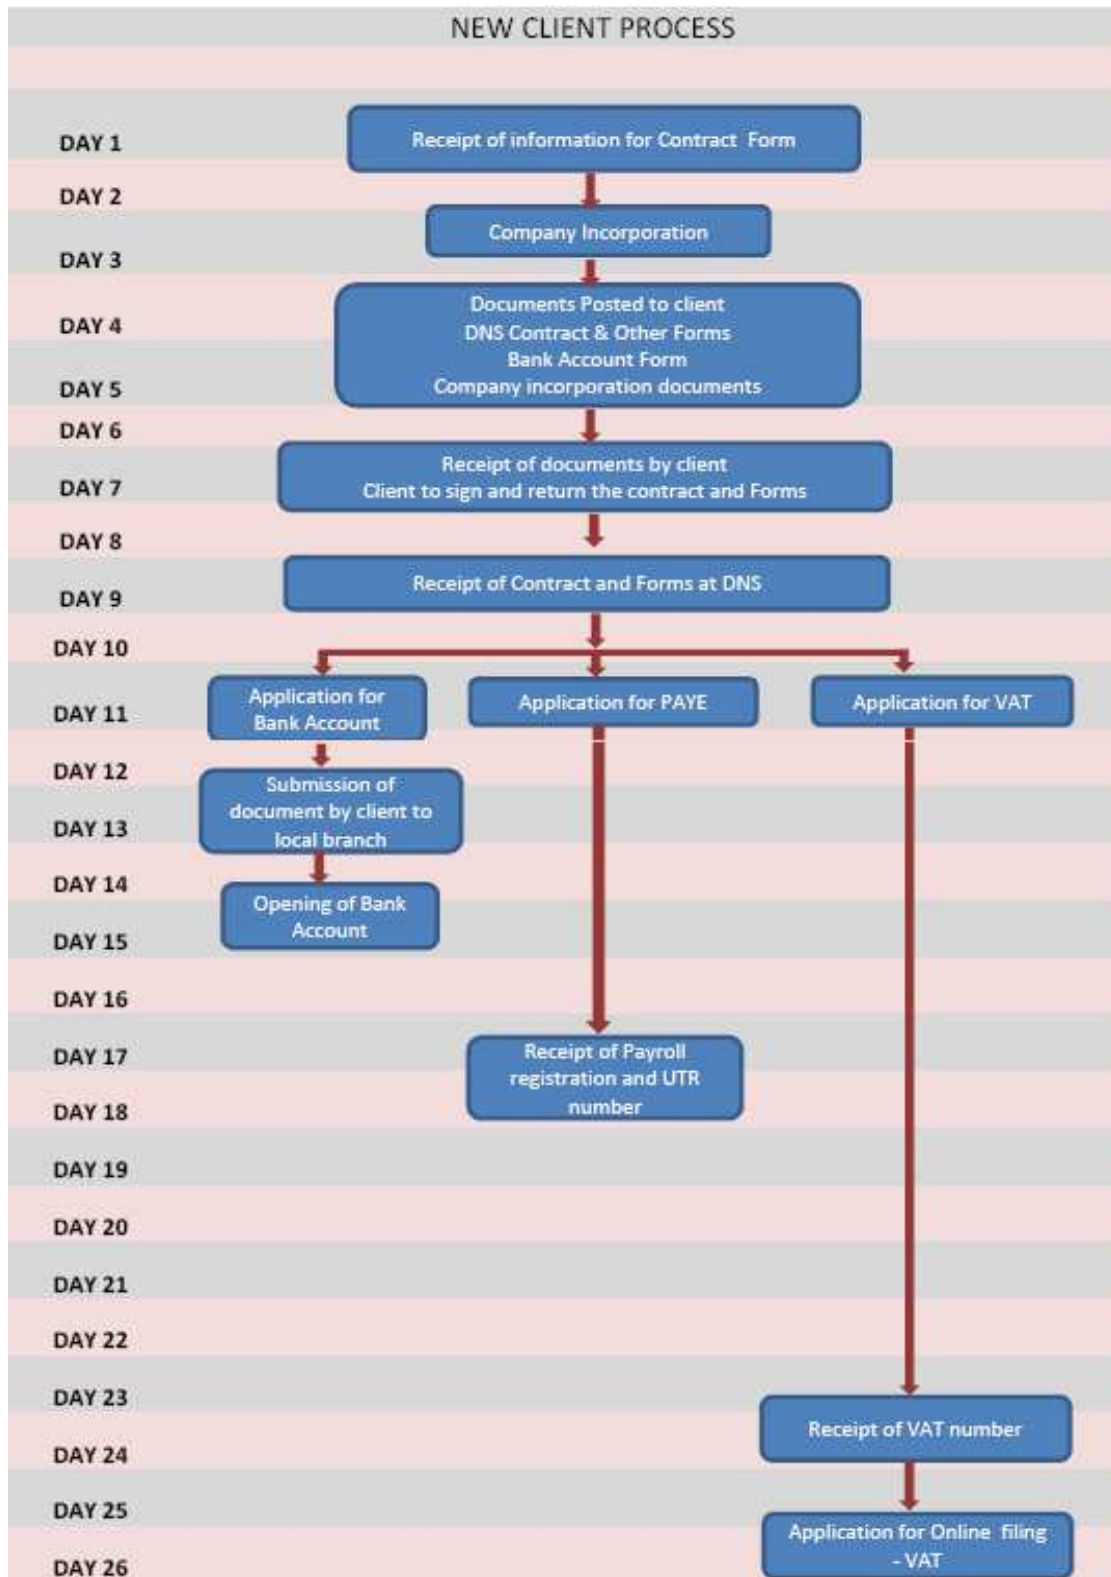 NEW CLIENT PROCESS
DAY 1
Receipt of information for Contract Form
DAY 2
Company Incorporation
DAY 3
Documents Posted to client
DAY 4
DNS Contract & Other Forms
Bank Account Form
Company incorporation documents
DAY 5
DAY 6
Receipt of documents by client
DAY 7
Client to sign and return the contract and Forms
DAY 8
Receipt of Contract and Forms at DNS
DAY 9
DAY 10
Application for
Bank Account
Application for PAYE
Application for VAT
DAY 11
DAY 12
Submission of
document by client to
local branch
DAY 13
DAY 14
Opening of Bank
Account
DAY 15
DAY 16
DAY 17
Receipt of Payroll
registration and UTR
number
DAY 18
DAY 19
DAY 20
DAY 21
DAY 22
DAY 23
Receipt of VAT number
DAY 24
DAY 25
Application for Online filing
- VAT
DAY 26